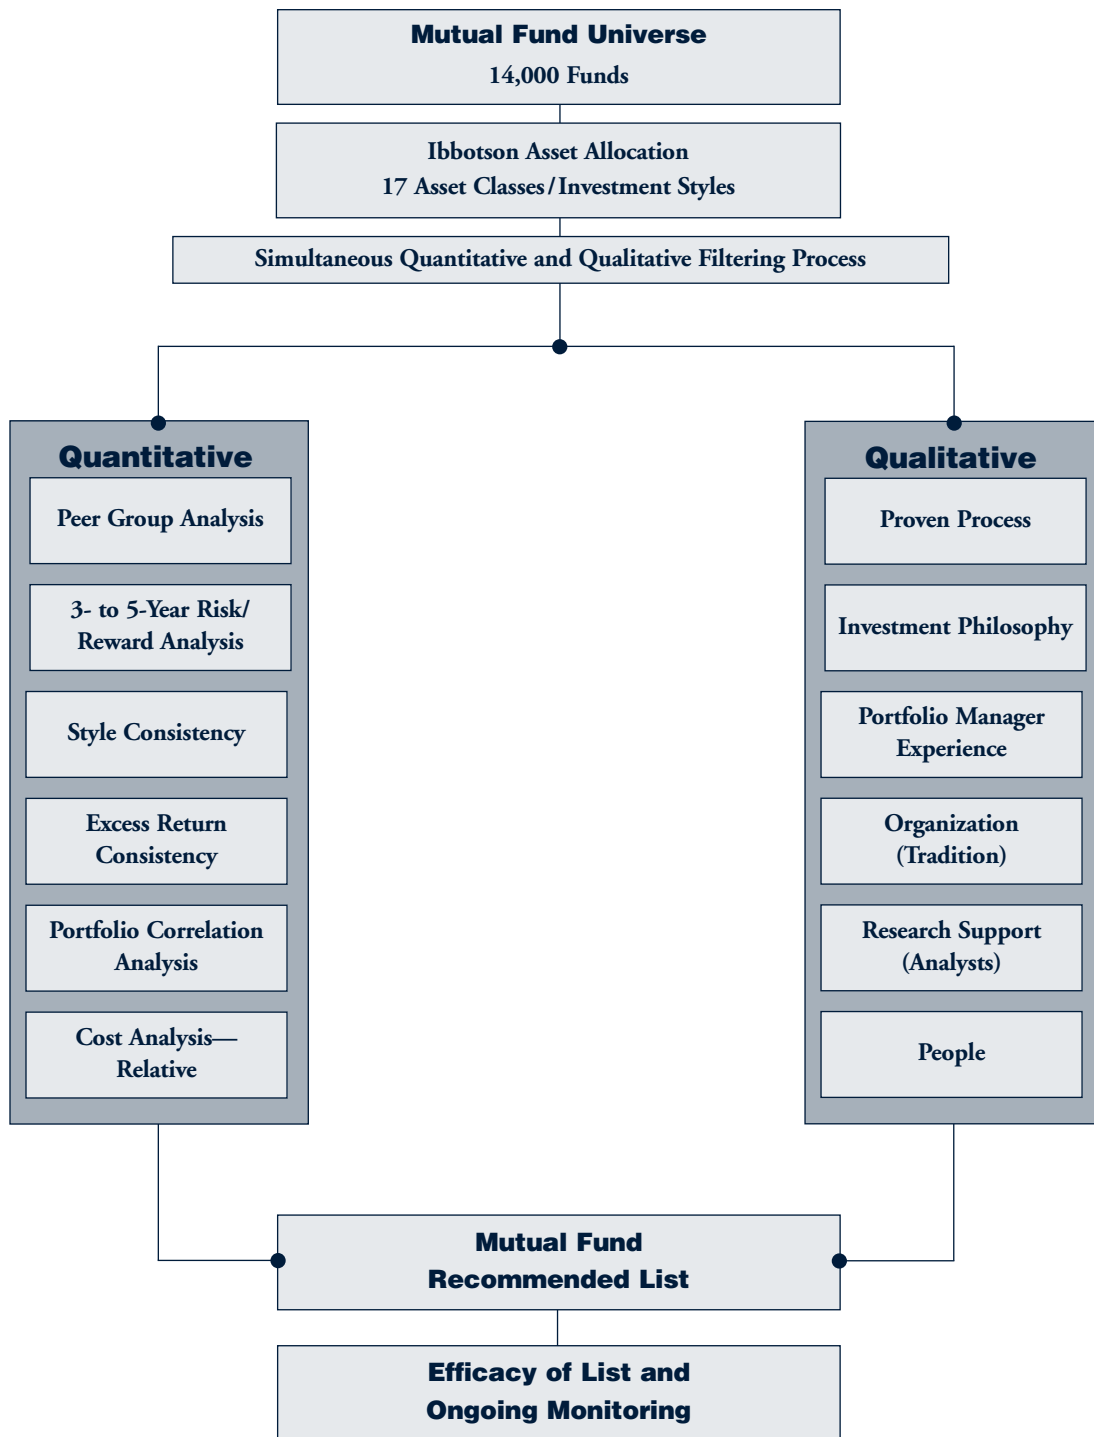 Mutual Fund Universe
14,000 Funds
Ibbotson Asset Allocation
17 Asset Classes/Investment Styles
Simultaneous Quantitative and Qualitative Filtering Process
Quantitative
Peer Group Analysis
3- to 5-Year Risk/
Reward Analysis
Style Consistency
Excess Return
Consistency
Portfolio Correlation
Analysis
Cost Analysis—
Relative
Qualitative
Proven Process
Investment Philosophy
Portfolio Manager
Experience
Organization
(Tradition)
Research Support
(Analysts)
People
Mutual Fund
Recommended List
Efficacy of List and
Ongoing Monitoring